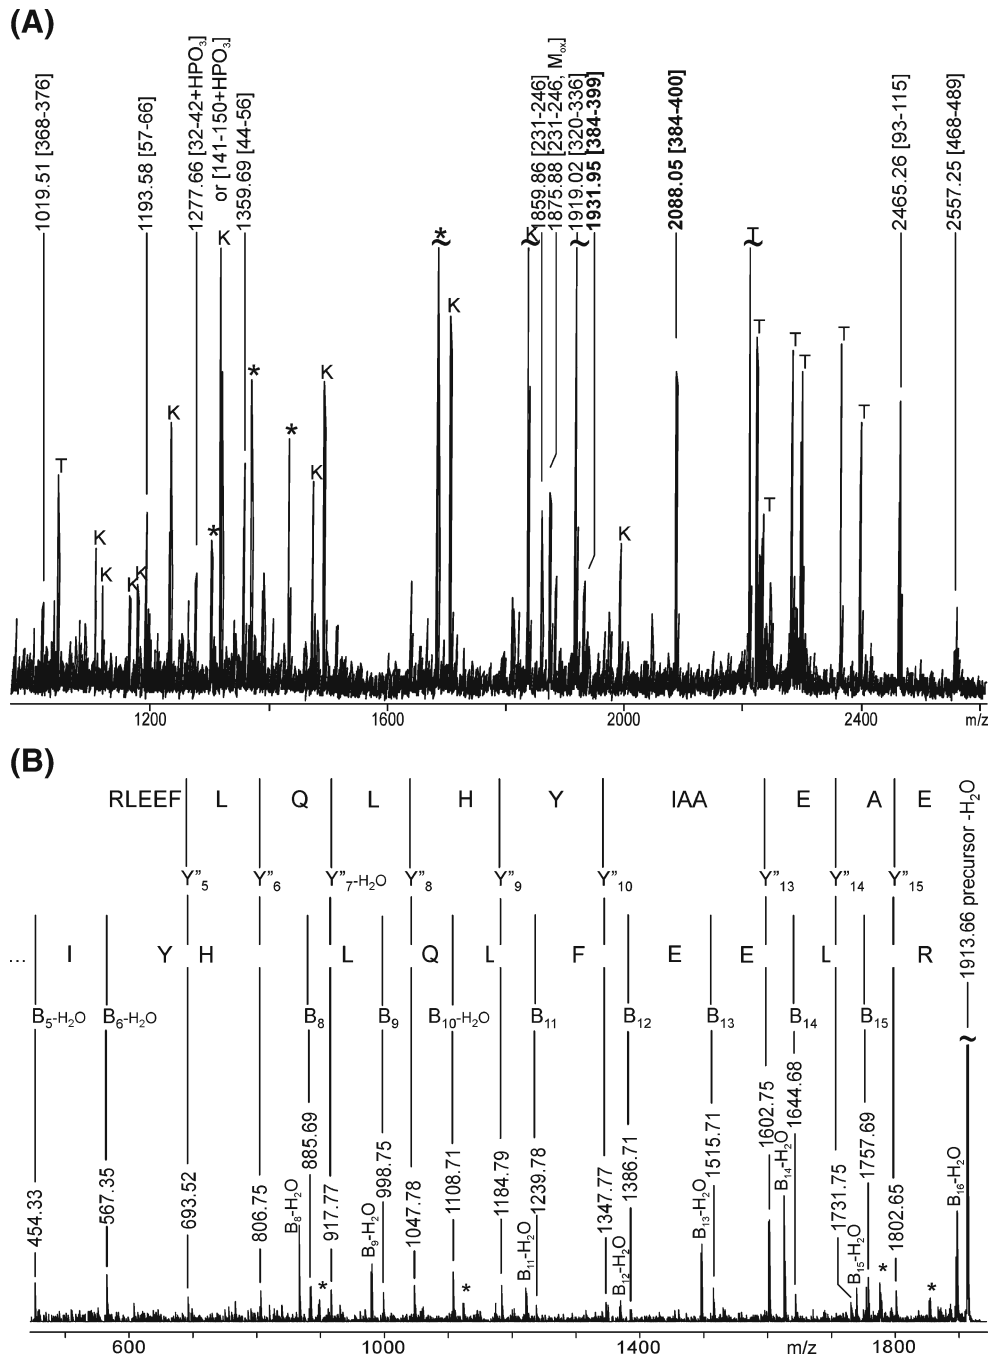 (A)
1019.51 [368-376]
1193.58 [57-66]
1277.66 [32-42+HPO3]
or [141-150+HPO3]
1359.69 [44-56]
1859.86 [231-246]
1875.88 [231-246, Mox]
1919.02 [320-336]
1931.95 [384-399]
2088.05 [384-400]
2465.26 [93-115]
2557.25 [468-489]
K * K T
K T T T T
* K K T
K * T
T K T
K * K
K K K
1200 1600 2000 2400 m/z
(B)
RLEEF L Q L H Y IAA E A E
Y”5 Y”6 Y”7-H2O Y”8 Y”9 Y”10 Y”13 Y”14 Y”15
1913.66 precursor -H2O
... I Y H L Q L F E E L R
B5-H2O B6-H2O B8 B9 B10-H2O B11 B12 B13 B14 B15
454.33
567.35
693.52
806.75
B8-H2O
885.69
*
917.77
B9-H2O
998.75
1047.78
1108.71
*
1184.79
B11-H2O
1239.78
1347.77
B12-H2O
1386.71
B13-H2O
1515.71
1602.75
B14-H2O
1644.68
1731.75
B15-H2O
1757.69
*
1802.65
*
B16-H2O
600 1000 1400 m/z 1800